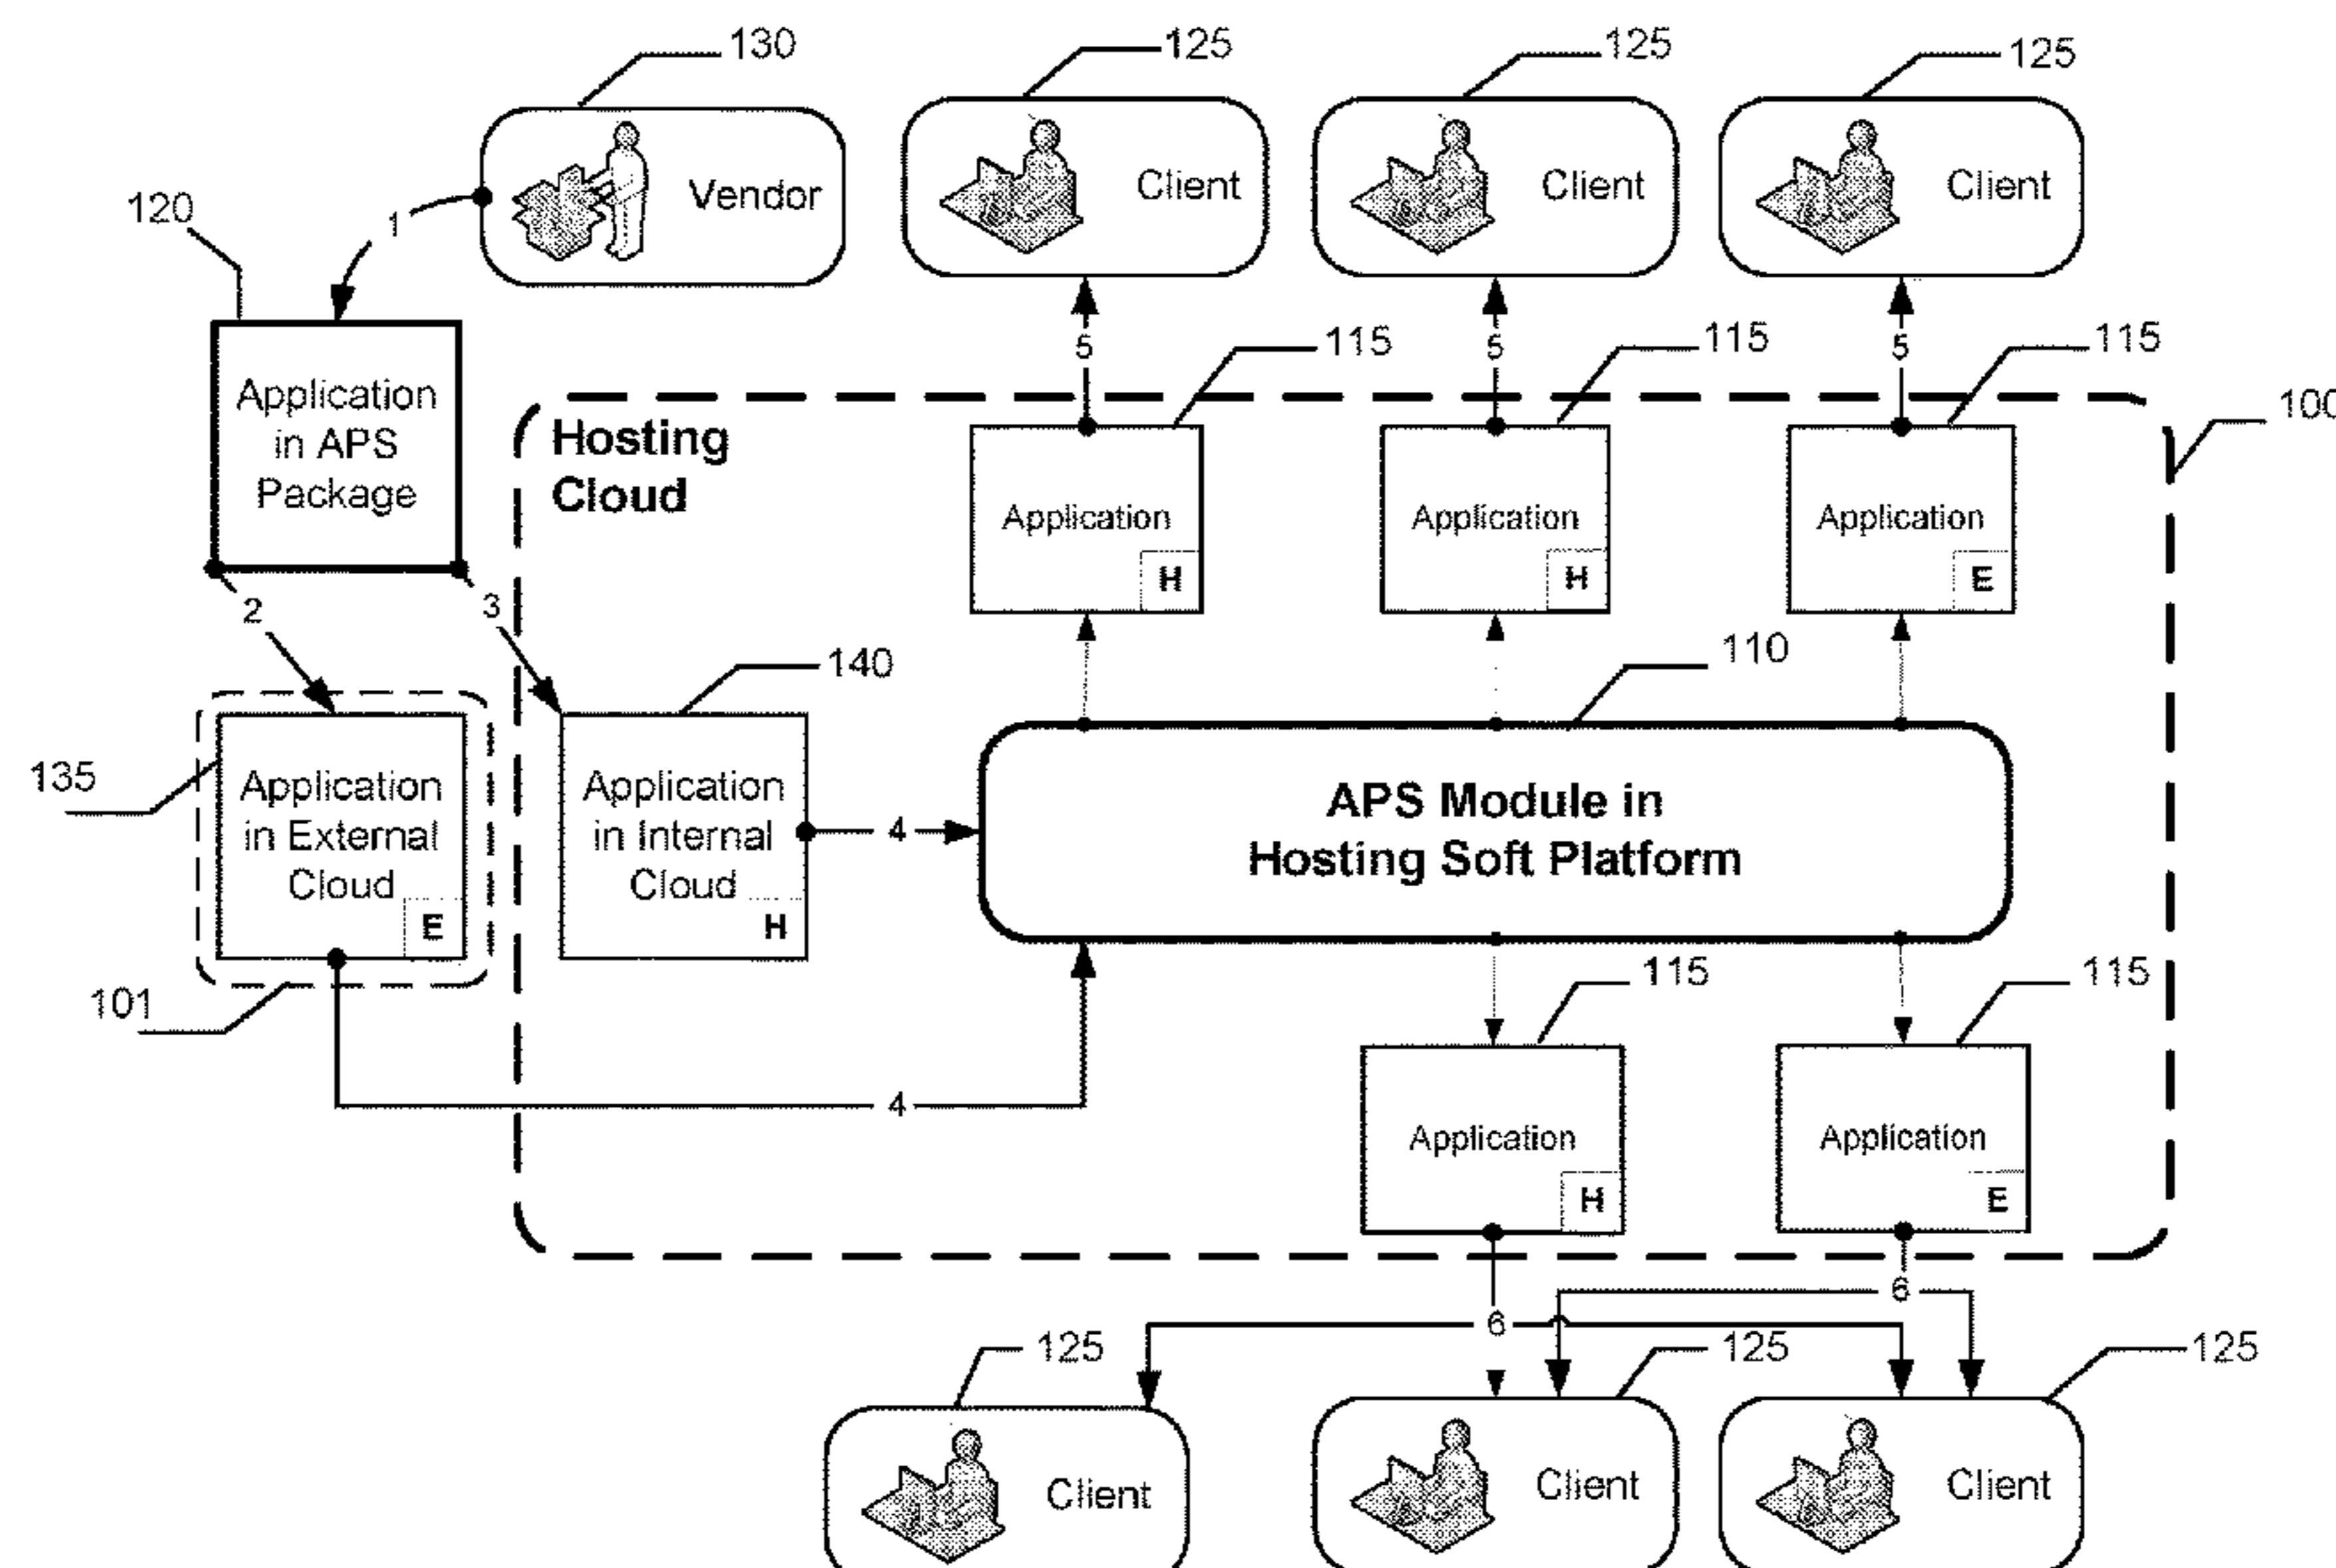 130
125
125
125
Vendor
Client
Client
Client
120
1
5
5
5
115
115
115
100
Application
in APS
Package
Hosting
Cloud
Application
H
Application
H
Application
E
2
3
140
110
135
Application
in External
Cloud
E
Application
in Internal
Cloud
H
4
APS Module in
Hosting Soft Platform
101
115
115
4
Application
H
Application
E
6
6
125
125
125
Client
Client
Client